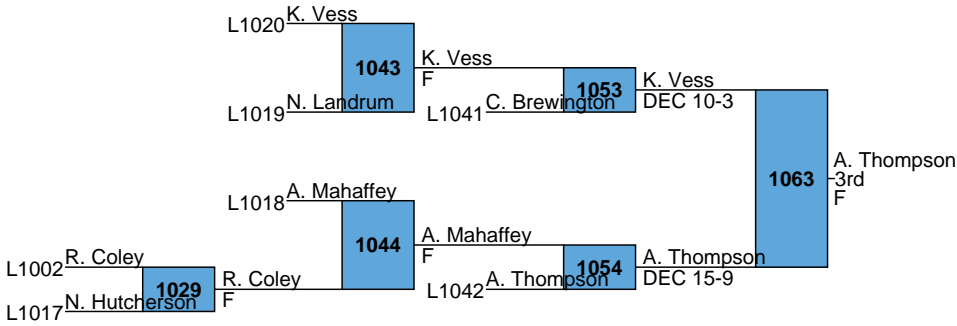 L1020 K. Vess
1043
L1019 N. Landrum
K. Vess
F
L1041 C. Brewington
1053
K. Vess
DEC 10-3
1063
A. Thompson
3rd
F
L1018 A. Mahaffey
1044
A. Mahaffey
F
L1042 A. Thompson
1054
A. Thompson
DEC 15-9
L1002 R. Coley
1029
L1017 N. Hutcherson
R. Coley
F